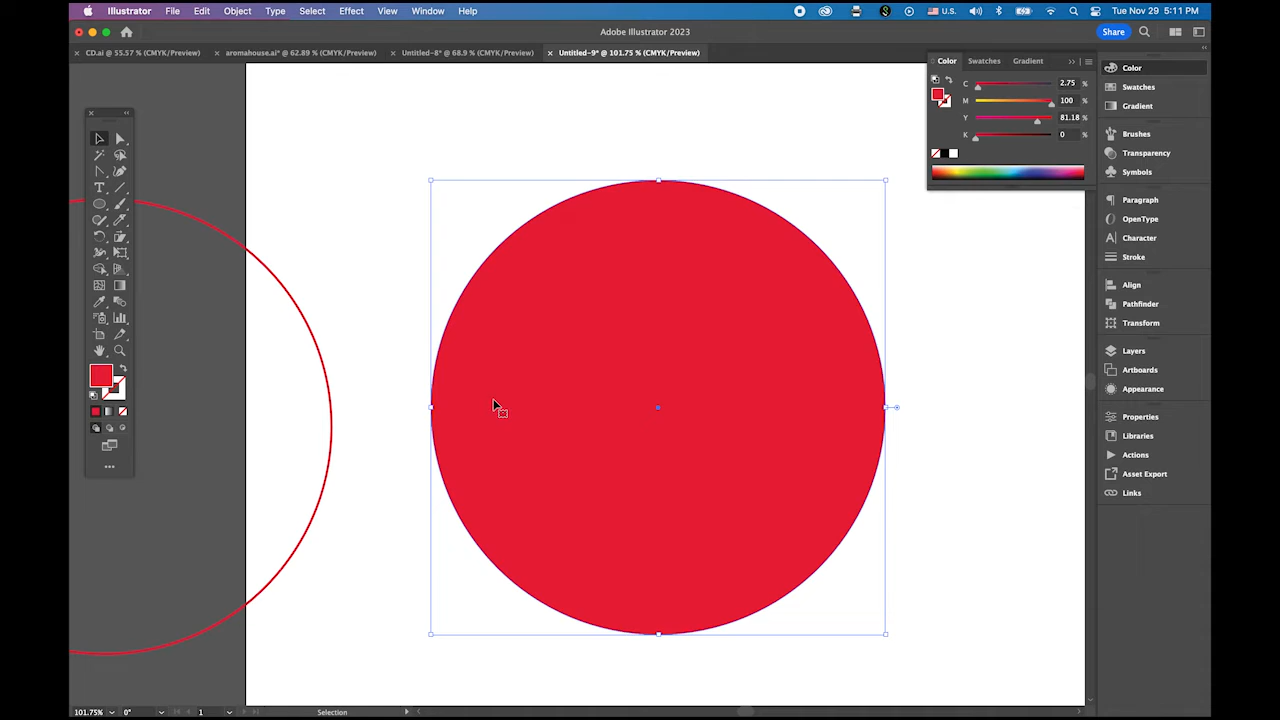 Illustrator File Edit Object Type Select Effect View Window Help U.S. Tue Nov 29 5:11 PM
Adobe Illustrator 2023 Share
× CD.ai @ 55.57 % (CMYK/Preview) × aromahouse.ai* @ 62.89 % (CMYK/Preview) × Untitled-8* @ 68.9 % (CMYK/Preview) × Untitled-9* @ 101.75 % (CMYK/Preview)
Color Swatches Gradient
C 2.75 %
M 100 %
Y 81.18 %
K 0 %
Color
Swatches
Gradient
Brushes
Transparency
Symbols
Paragraph
OpenType
Character
Stroke
Align
Pathfinder
Transform
Layers
Artboards
Appearance
Properties
Libraries
Actions
Asset Export
Links
101.75% 0° 1 Selection